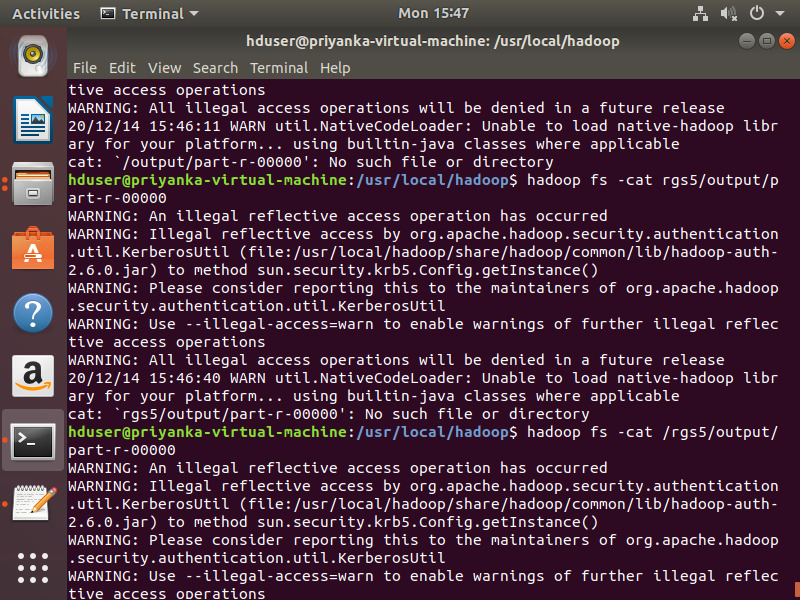 Activities
Terminal
Mon 15:47
hduser@priyanka-virtual-machine: /usr/local/hadoop
File Edit View Search Terminal Help
tive access operations
WARNING: All illegal access operations will be denied in a future release
20/12/14 15:46:11 WARN util.NativeCodeLoader: Unable to load native-hadoop libr
ary for your platform... using builtin-java classes where applicable
cat: `/output/part-r-00000': No such file or directory
hduser@priyanka-virtual-machine:/usr/local/hadoop$ hadoop fs -cat rgs5/output/p
art-r-00000
WARNING: An illegal reflective access operation has occurred
WARNING: Illegal reflective access by org.apache.hadoop.security.authentication
.util.KerberosUtil (file:/usr/local/hadoop/share/hadoop/common/lib/hadoop-auth-
2.6.0.jar) to method sun.security.krb5.Config.getInstance()
WARNING: Please consider reporting this to the maintainers of org.apache.hadoop
.security.authentication.util.KerberosUtil
WARNING: Use --illegal-access=warn to enable warnings of further illegal reflec
tive access operations
WARNING: All illegal access operations will be denied in a future release
20/12/14 15:46:40 WARN util.NativeCodeLoader: Unable to load native-hadoop libr
ary for your platform... using builtin-java classes where applicable
cat: `rgs5/output/part-r-00000': No such file or directory
hduser@priyanka-virtual-machine:/usr/local/hadoop$ hadoop fs -cat /rgs5/output/
part-r-00000
WARNING: An illegal reflective access operation has occurred
WARNING: Illegal reflective access by org.apache.hadoop.security.authentication
.util.KerberosUtil (file:/usr/local/hadoop/share/hadoop/common/lib/hadoop-auth-
2.6.0.jar) to method sun.security.krb5.Config.getInstance()
WARNING: Please consider reporting this to the maintainers of org.apache.hadoop
.security.authentication.util.KerberosUtil
WARNING: Use --illegal-access=warn to enable warnings of further illegal reflec
tive access operations